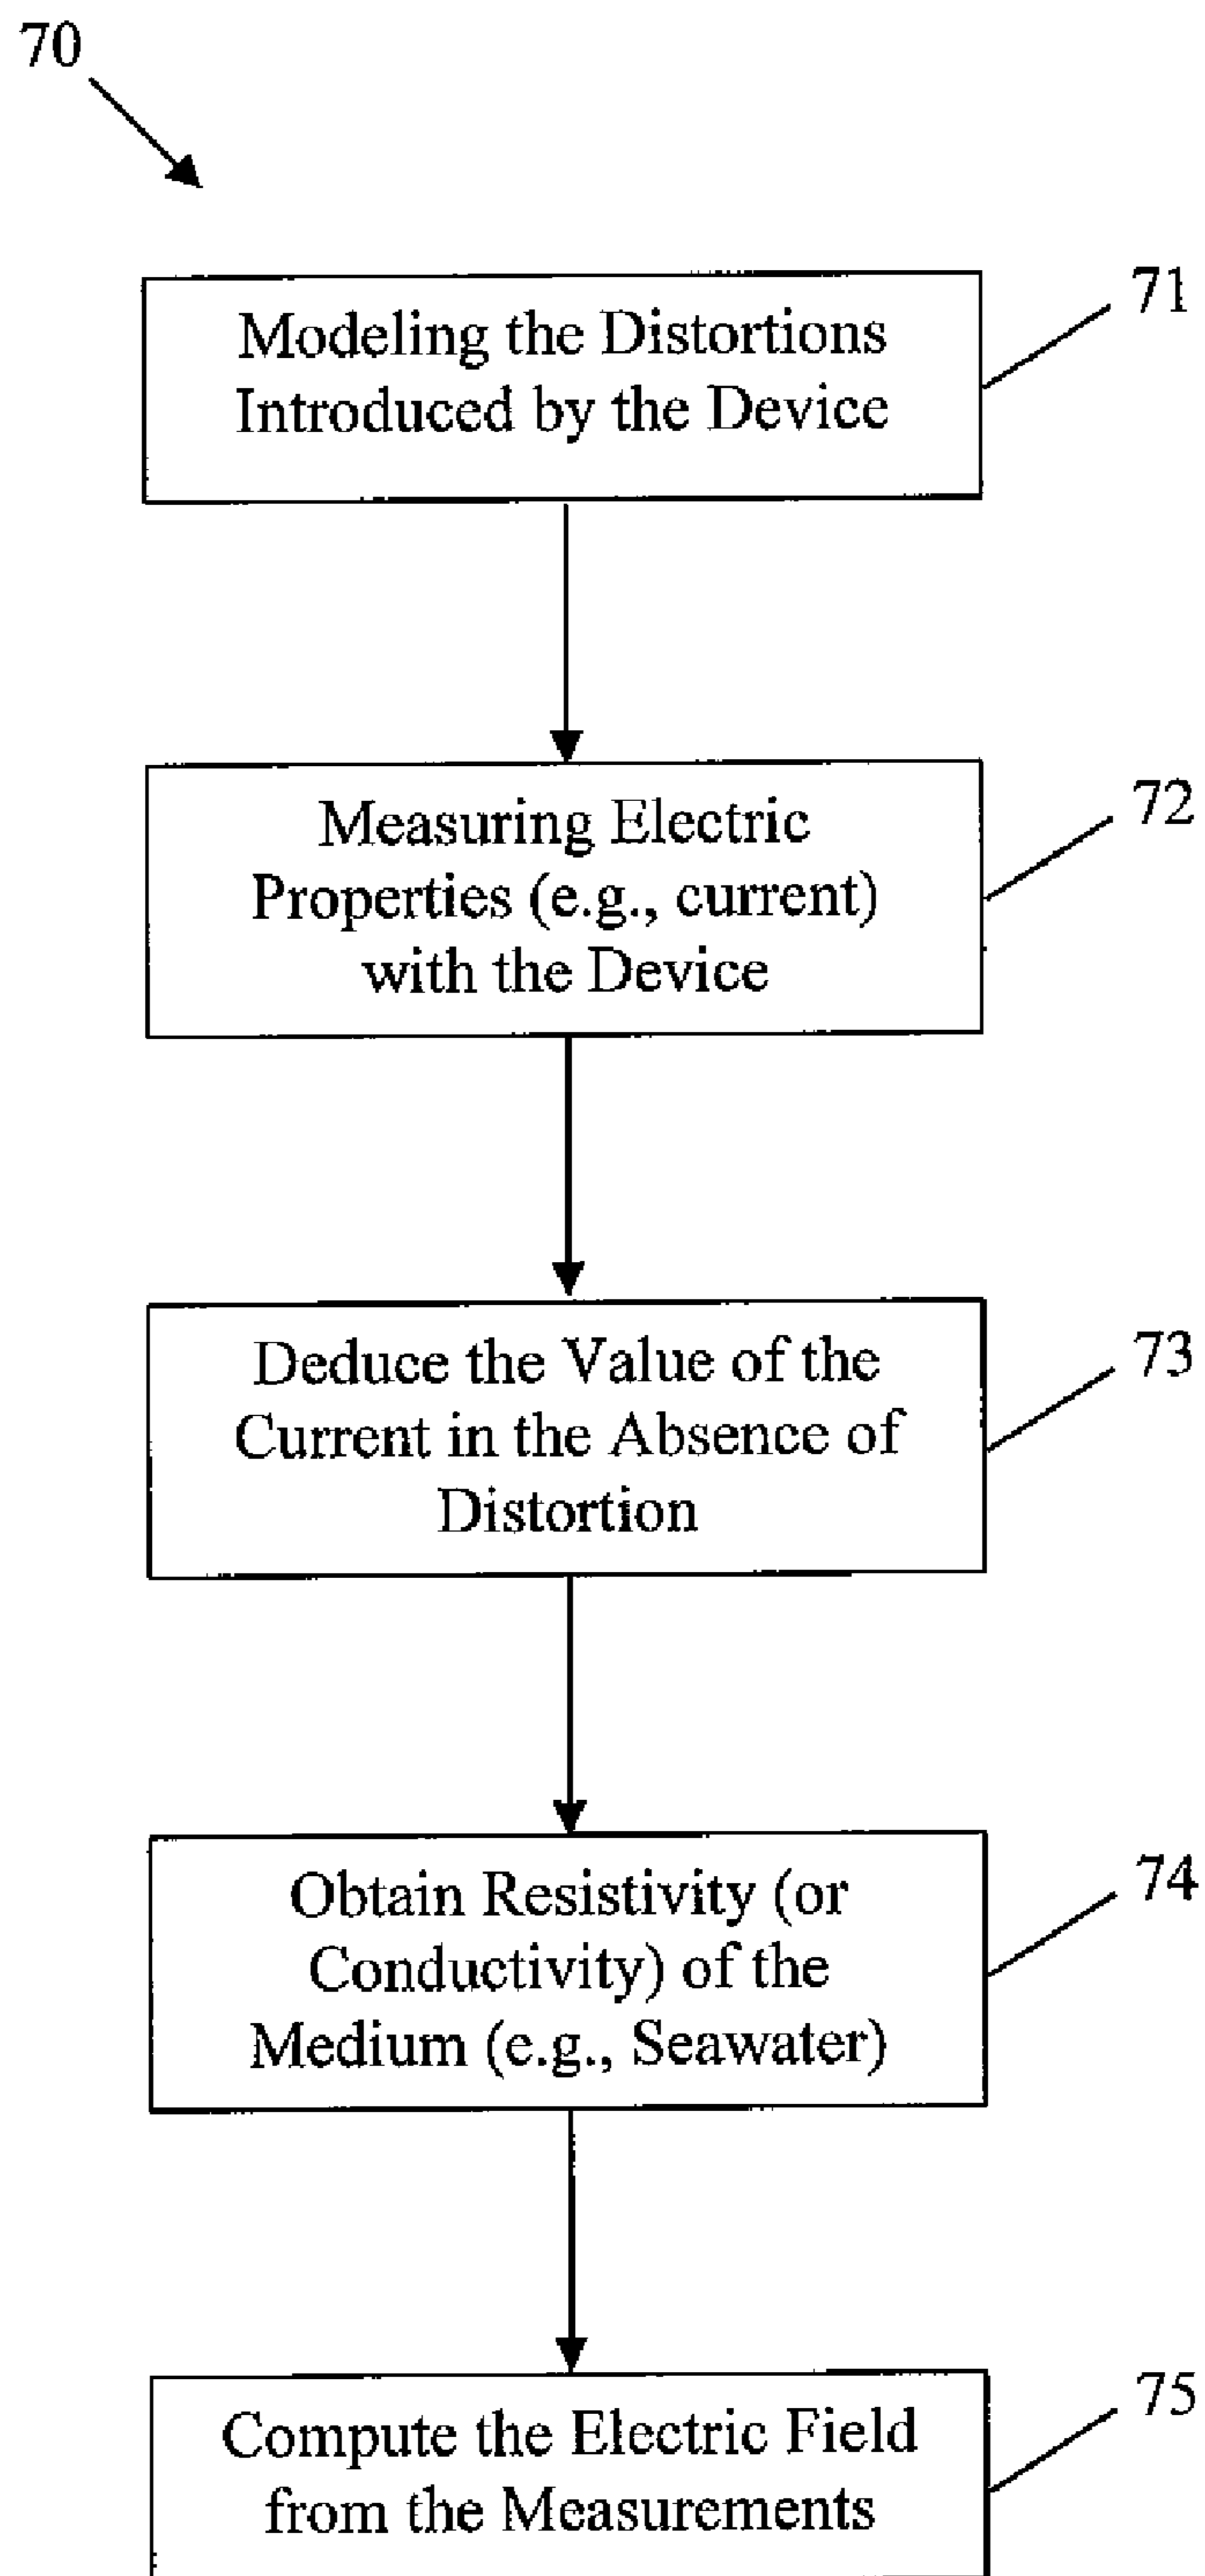 70
71
Modeling the Distortions
Introduced by the Device
72
Measuring Electric
Properties (e.g., current)
with the Device
73
Deduce the Value of the
Current in the Absence of
Distortion
74
Obtain Resistivity (or
Conductivity) of the
Medium (e.g., Seawater)
75
Compute the Electric Field
from the Measurements